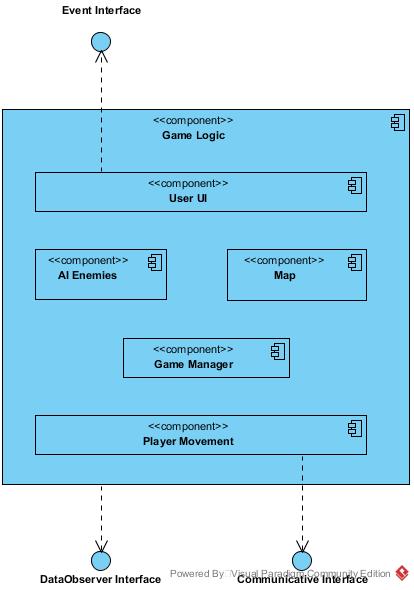 Event Interface
<<component>>
Game Logic
<<component>>
User UI
<<component>>
AI Enemies
<<component>>
Map
<<component>>
Game Manager
<<component>>
Player Movement
Powered By Visual Paradigm Community Edition
DataObserver Interface
Communicative Interface